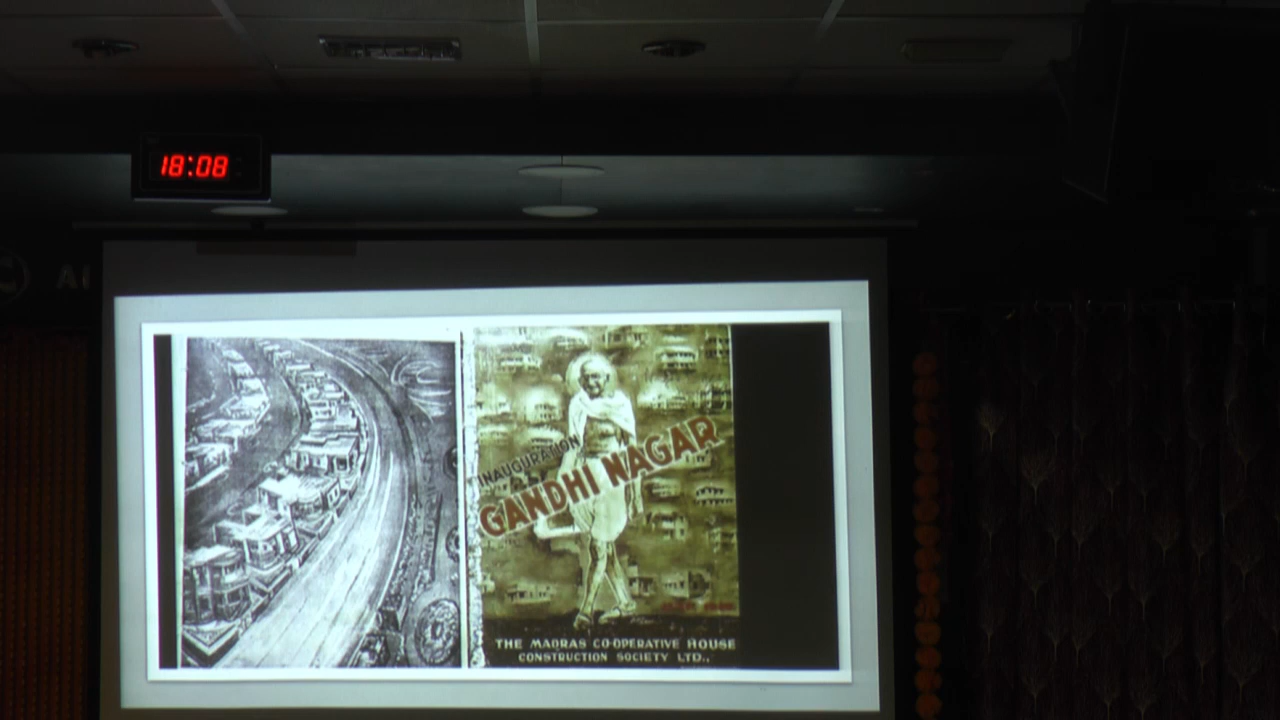 18:08
INAUGURATION
GANDHI NAGAR
THE MADRAS CO-OPERATIVE HOUSE
CONSTRUCTION SOCIETY LTD.,